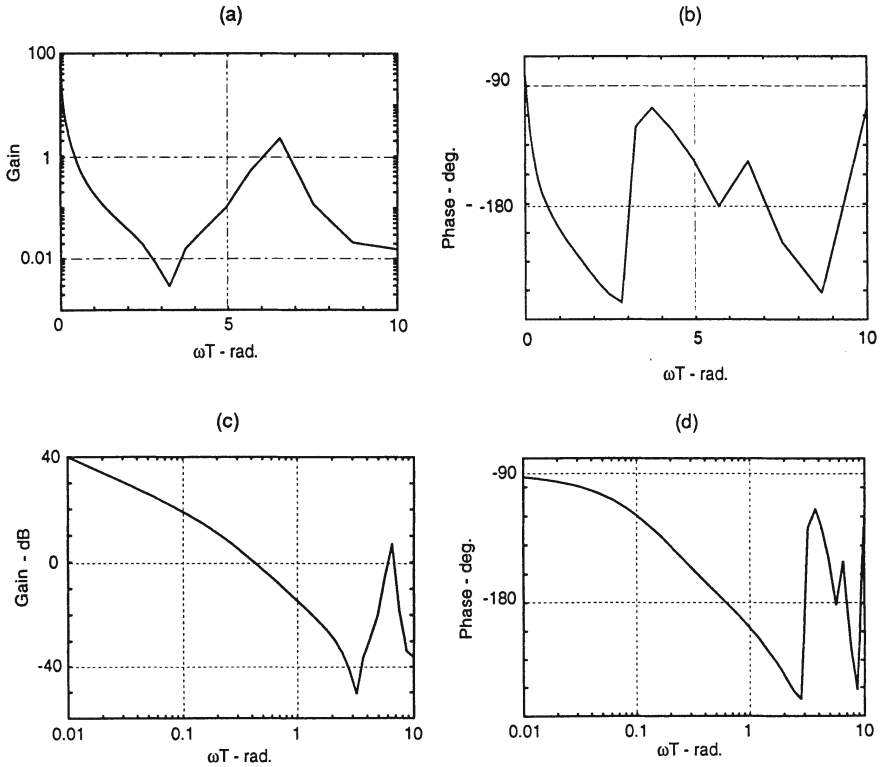 (a)
100
1
0.01
Gain
0 5 10
ωT - rad.
(b)
-90
-180
Phase - deg.
0 5 10
ωT - rad.
(c)
40
0
-40
Gain - dB
0.01 0.1 1 10
ωT - rad.
(d)
-90
-180
Phase - deg.
0.01 0.1 1 10
ωT - rad.